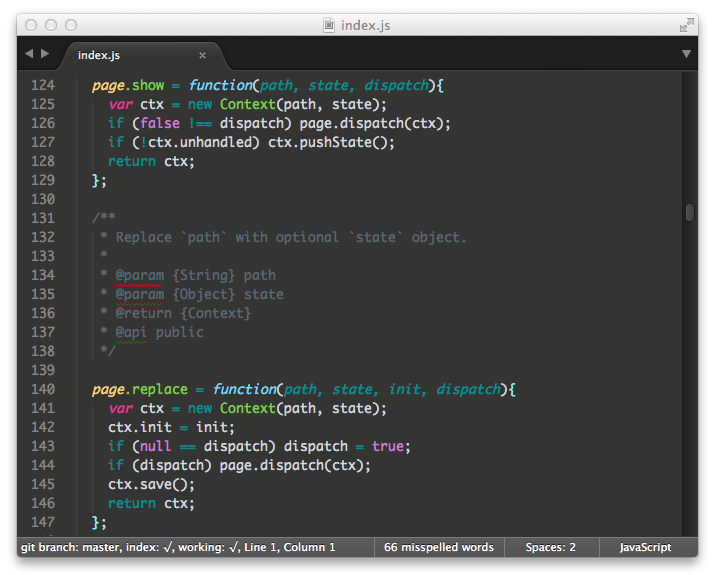 index.js
index.js ×
124 page.show = function(path, state, dispatch){
125   var ctx = new Context(path, state);
126   if (false !== dispatch) page.dispatch(ctx);
127   if (!ctx.unhandled) ctx.pushState();
128   return ctx;
129 };
130
131 /**
132  * Replace `path` with optional `state` object.
133  *
134  * @param {String} path
135  * @param {Object} state
136  * @return {Context}
137  * @api public
138  */
139
140 page.replace = function(path, state, init, dispatch){
141   var ctx = new Context(path, state);
142   ctx.init = init;
143   if (null == dispatch) dispatch = true;
144   if (dispatch) page.dispatch(ctx);
145   ctx.save();
146   return ctx;
147 };
git branch: master, index: √, working: √, Line 1, Column 1 66 misspelled words Spaces: 2 JavaScript